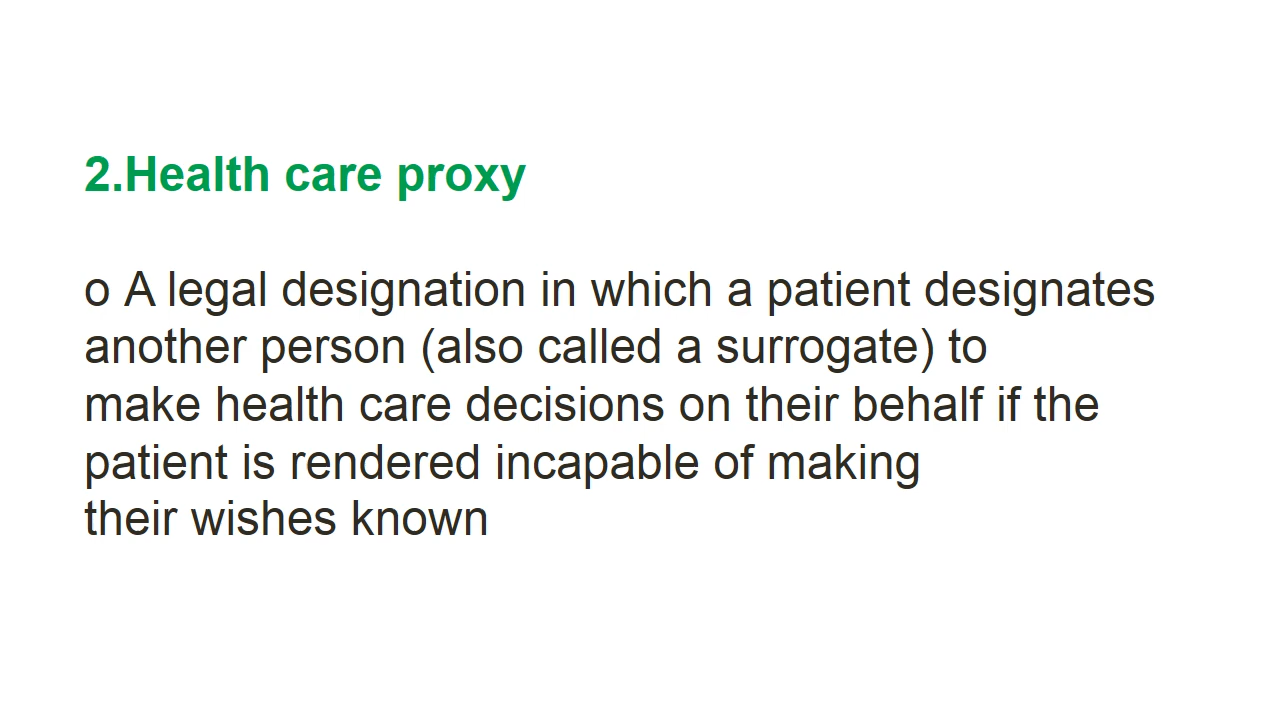 2.Health care proxy
o A legal designation in which a patient designates
another person (also called a surrogate) to
make health care decisions on their behalf if the
patient is rendered incapable of making
their wishes known